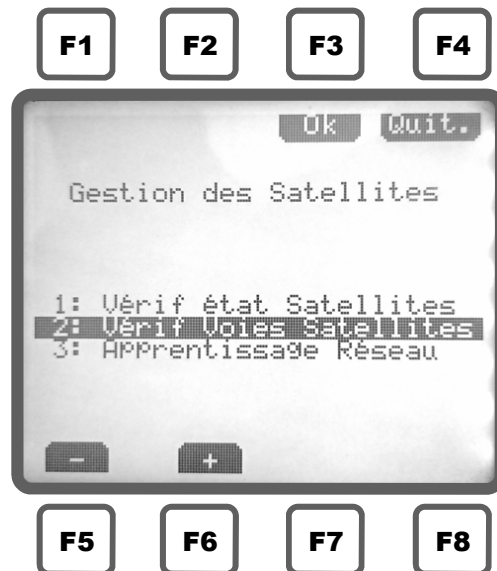 F1 F2 F3 F4
Ok Quit.
Gestion des Satellites
1: Vérif état Satellites
2: Vérif Voies Satellites
3: Apprentissage Réseau
- +
F5 F6 F7 F8